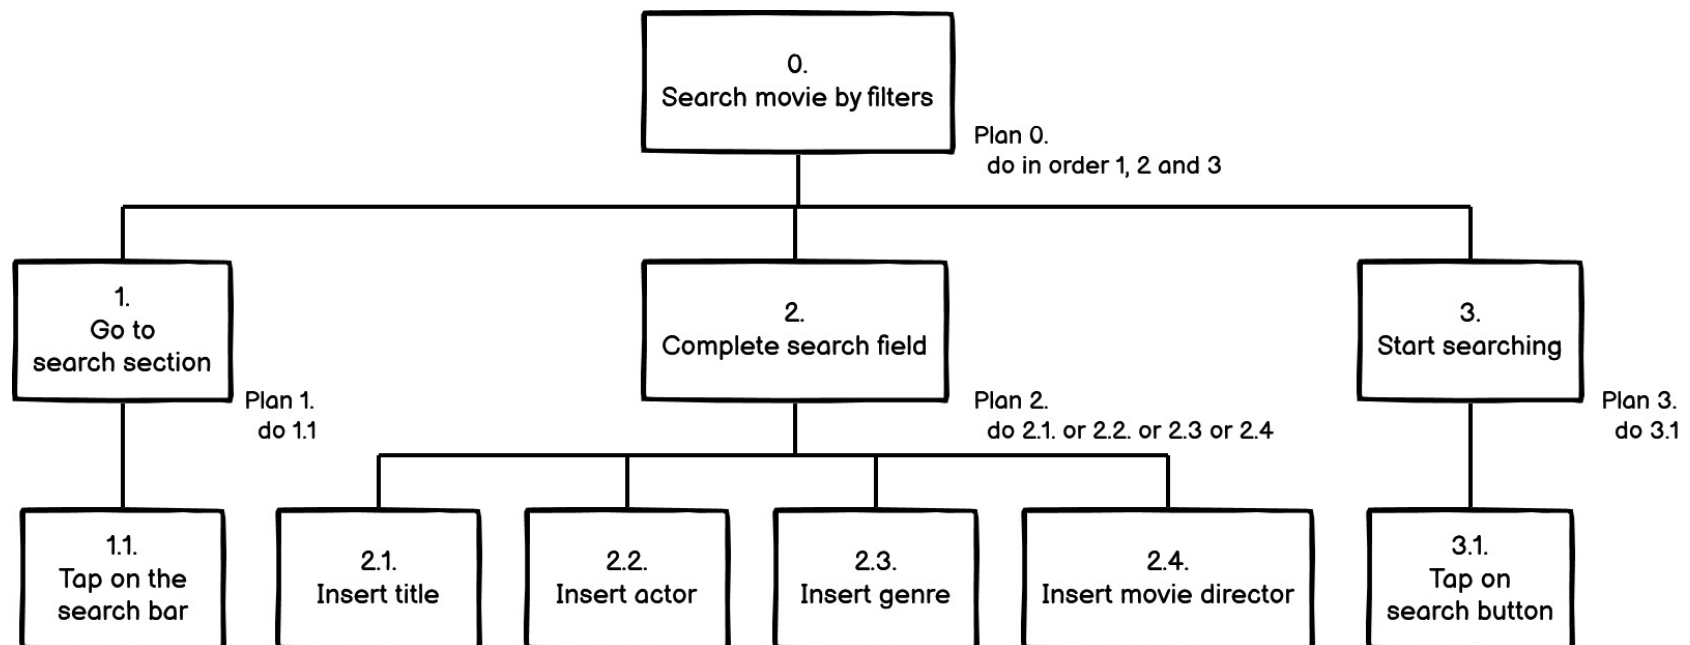 0.
Search movie by filters
Plan 0.
do in order 1, 2 and 3
1.
Go to
search section
Plan 1.
do 1.1
2.
Complete search field
Plan 2.
do 2.1. or 2.2. or 2.3 or 2.4
3.
Start searching
Plan 3.
do 3.1
1.1.
Tap on the
search bar
2.1.
Insert title
2.2.
Insert actor
2.3.
Insert genre
2.4.
Insert movie director
3.1.
Tap on
search button